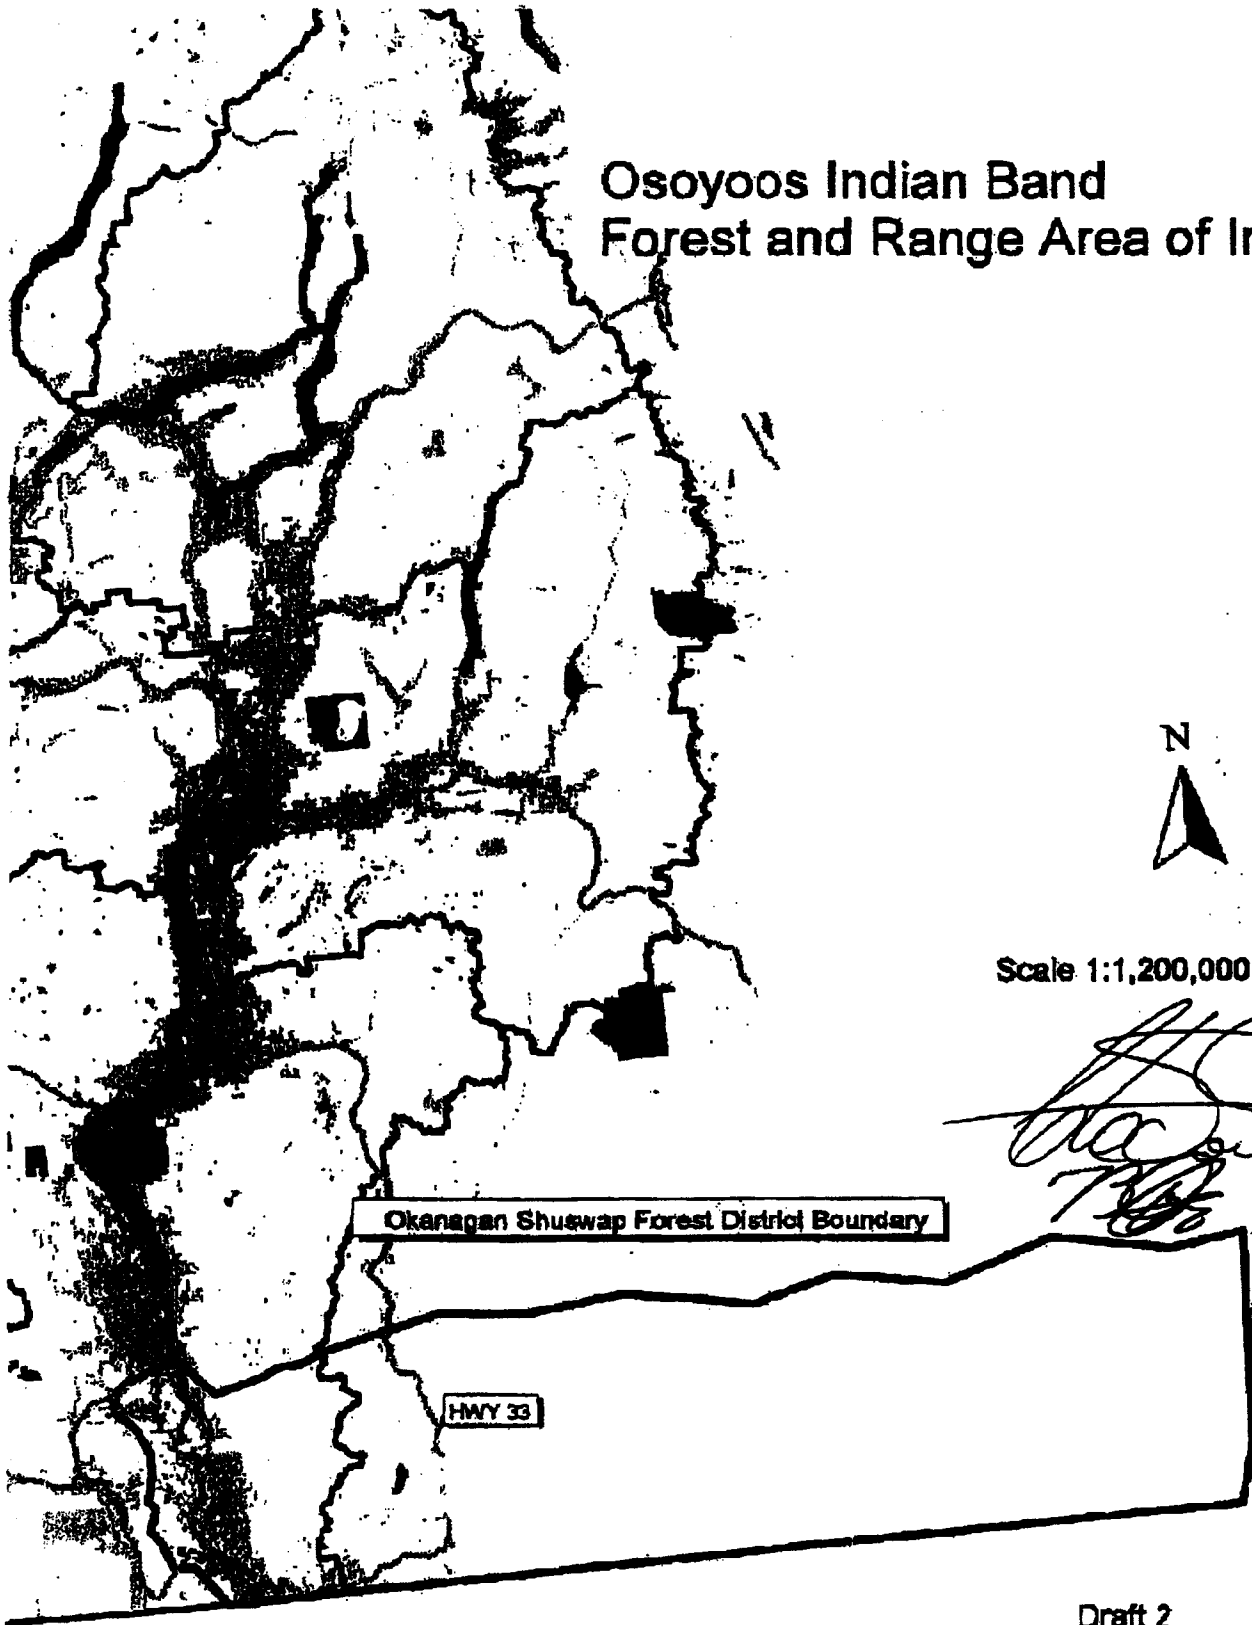 Osoyoos Indian Band
Forest and Range Area of In
N
Scale 1:1,200,000
Okanagan Shuswap Forest District Boundary
HWY 33
Draft 2